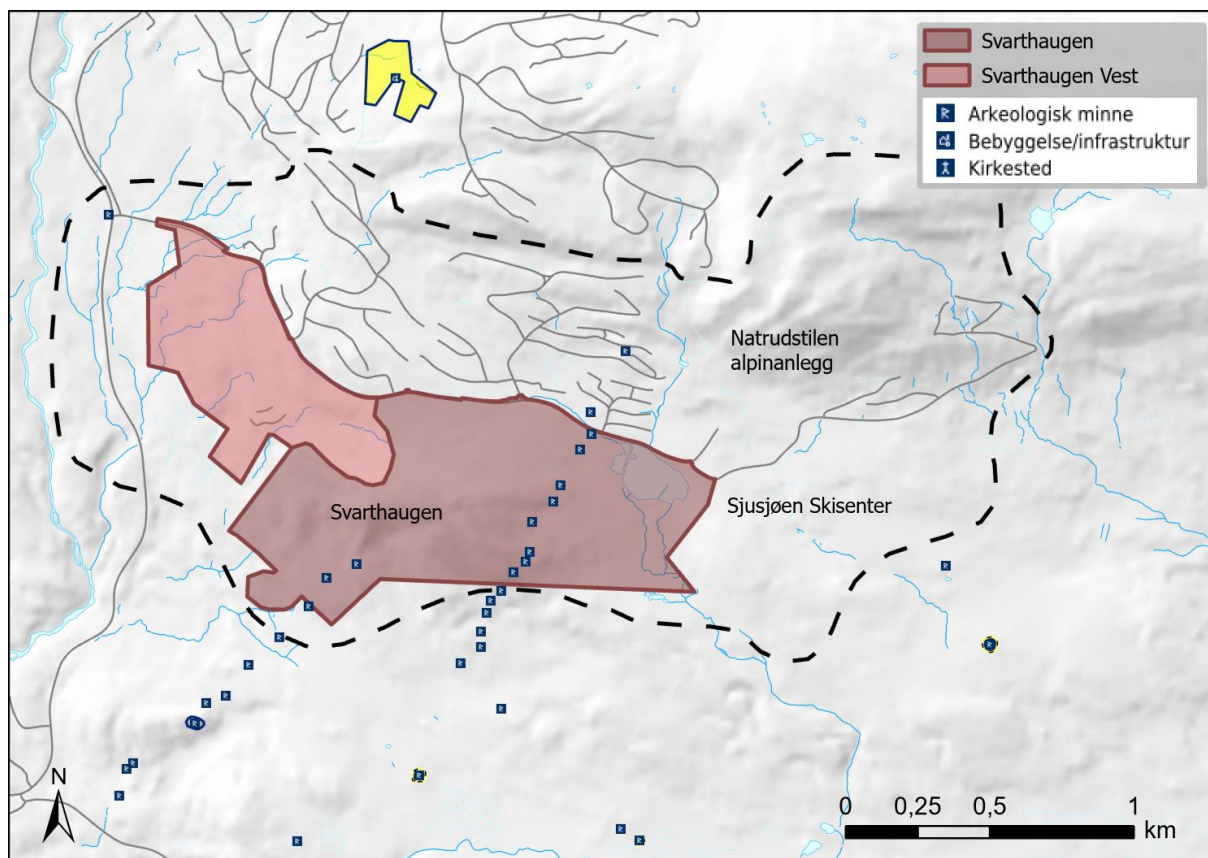 Svarthaugen
Svarthaugen Vest
Arkeologisk minne
Bebyggelse/infrastruktur
Kirkested
Natrudstilen
alpinanlegg
Svarthaugen
Sjusjøen Skisenter
N
0 0,25 0,5 1
km